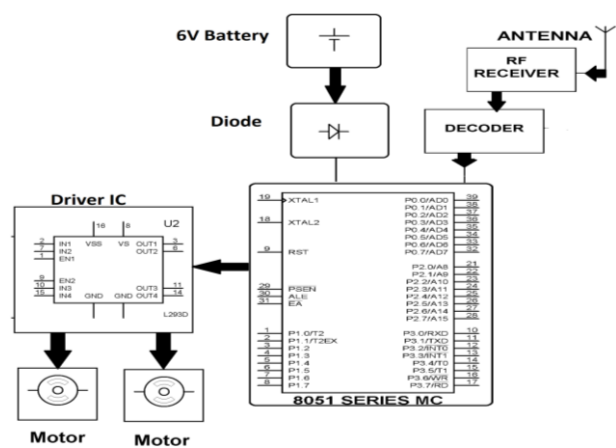 6V Battery
ANTENNA
RF
RECEIVER
Diode
DECODER
Driver IC
U2
16 8
VSS VS
2 IN1 OUT1 3
7 IN2 OUT2 6
1 EN1
9 EN2
10 IN3 OUT3 11
15 IN4 OUT4 14
GND GND
L293D
19 XTAL1 P0.0/AD0 39
P0.1/AD1 38
18 XTAL2 P0.2/AD2 37
P0.3/AD3 36
P0.4/AD4 35
P0.5/AD5 34
P0.6/AD6 33
9 RST P0.7/AD7 32
P2.0/A8 21
P2.1/A9 22
P2.2/A10 23
29 PSEN P2.3/A11 24
30 ALE P2.4/A12 25
31 EA P2.5/A13 26
P2.6/A14 27
P2.7/A15 28
1 P1.0/T2 P3.0/RXD 10
2 P1.1/T2EX P3.1/TXD 11
3 P1.2 P3.2/INT0 12
4 P1.3 P3.3/INT1 13
5 P1.4 P3.4/T0 14
6 P1.5 P3.5/T1 15
7 P1.6 P3.6/WR 16
8 P1.7 P3.7/RD 17
8051 SERIES MC
Motor Motor